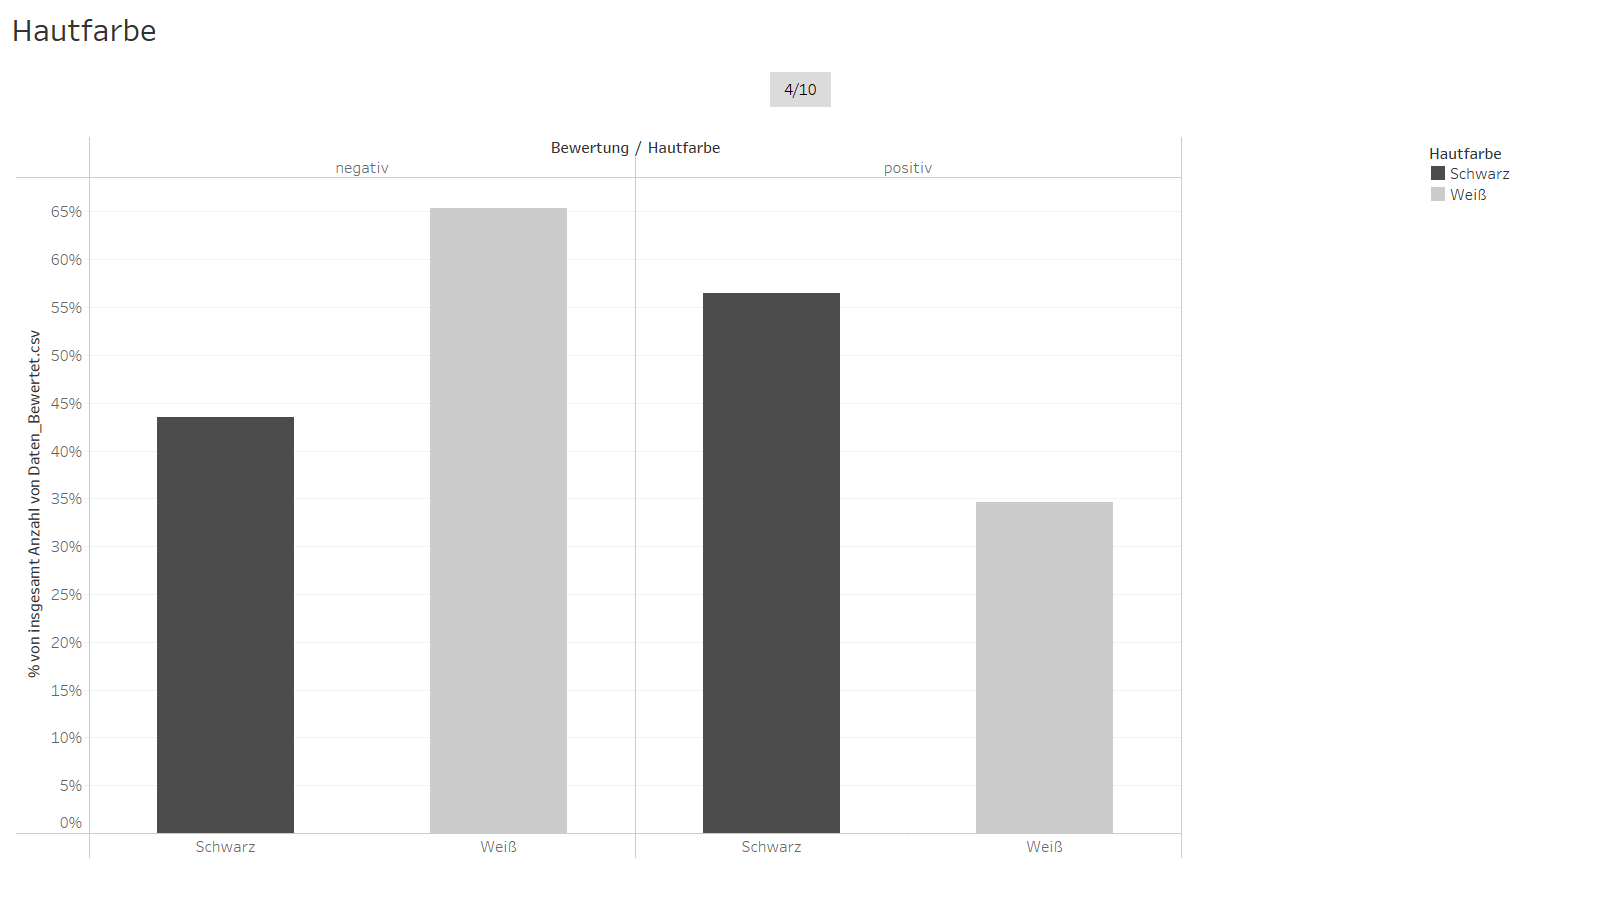 Hautfarbe
4/10
Bewertung / Hautfarbe
negativ
positiv
Hautfarbe
Schwarz
Weiß
% von insgesamt Anzahl von Daten_Bewertet.csv
65%
60%
55%
50%
45%
40%
35%
30%
25%
20%
15%
10%
5%
0%
Schwarz
Weiß
Schwarz
Weiß